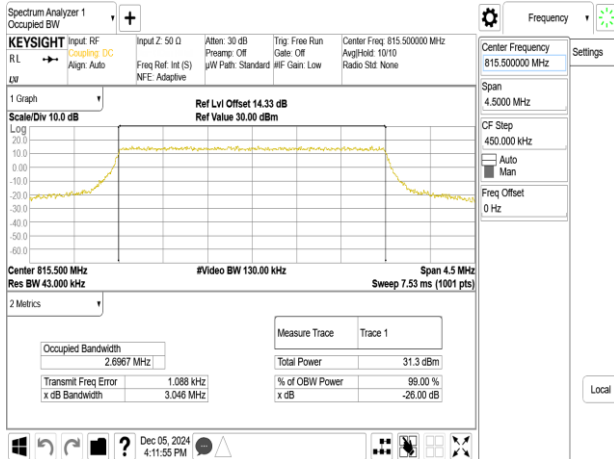 Spectrum Analyzer 1
Occupied BW
Frequency
KEYSIGHT
RL
LXI
Input: RF
Coupling: DC
Align: Auto
Input Z: 50 Ω
Freq Ref: Int (S)
NFE: Adaptive
Atten: 30 dB
Preamp: Off
µW Path: Standard
Trig: Free Run
Gate: Off
#IF Gain: Low
Center Freq: 815.500000 MHz
Avg|Hold: 10/10
Radio Std: None
Center Frequency
815.500000 MHz
Settings
Span
4.5000 MHz
CF Step
450.000 kHz
Auto
Man
Freq Offset
0 Hz
Local
1 Graph
Scale/Div 10.0 dB
Ref Lvl Offset 14.33 dB
Ref Value 30.00 dBm
Log
20.0
10.0
0.00
-10.0
-20.0
-30.0
-40.0
-50.0
-60.0
Center 815.500 MHz
#Video BW 130.00 kHz
Span 4.5 MHz
Res BW 43.000 kHz
Sweep 7.53 ms (1001 pts)
2 Metrics
Occupied Bandwidth
2.6967 MHz
Transmit Freq Error 1.088 kHz
x dB Bandwidth 3.046 MHz
Measure Trace Trace 1
Total Power 31.3 dBm
% of OBW Power 99.00 %
x dB -26.00 dB
?
Dec 05, 2024
4:11:55 PM